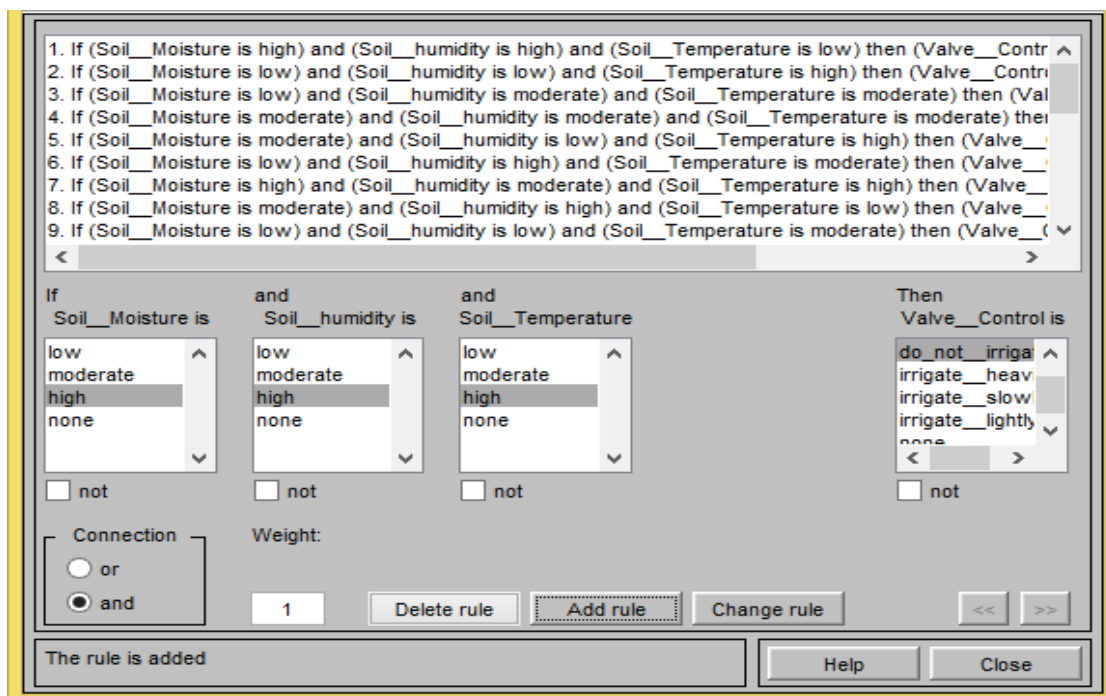 1. If (Soil__Moisture is high) and (Soil__humidity is high) and (Soil__Temperature is low) then (Valve__Contr
2. If (Soil__Moisture is low) and (Soil__humidity is low) and (Soil__Temperature is high) then (Valve__Contr
3. If (Soil__Moisture is low) and (Soil__humidity is moderate) and (Soil__Temperature is moderate) then (Val
4. If (Soil__Moisture is moderate) and (Soil__humidity is moderate) and (Soil__Temperature is moderate) then
5. If (Soil__Moisture is moderate) and (Soil__humidity is low) and (Soil__Temperature is high) then (Valve__
6. If (Soil__Moisture is low) and (Soil__humidity is high) and (Soil__Temperature is moderate) then (Valve__
7. If (Soil__Moisture is high) and (Soil__humidity is moderate) and (Soil__Temperature is high) then (Valve__
8. If (Soil__Moisture is moderate) and (Soil__humidity is high) and (Soil__Temperature is low) then (Valve__
9. If (Soil__Moisture is low) and (Soil__humidity is low) and (Soil__Temperature is moderate) then (Valve__C
If and and Then
Soil__Moisture is Soil__humidity is Soil__Temperature Valve__Control is
low low low do_not__irrigat
moderate moderate moderate irrigate__heavi
high high high irrigate__slowl
none none none irrigate__lightly
none
not not not not
Connection Weight:
or
and 1 Delete rule Add rule Change rule << >>
The rule is added Help Close